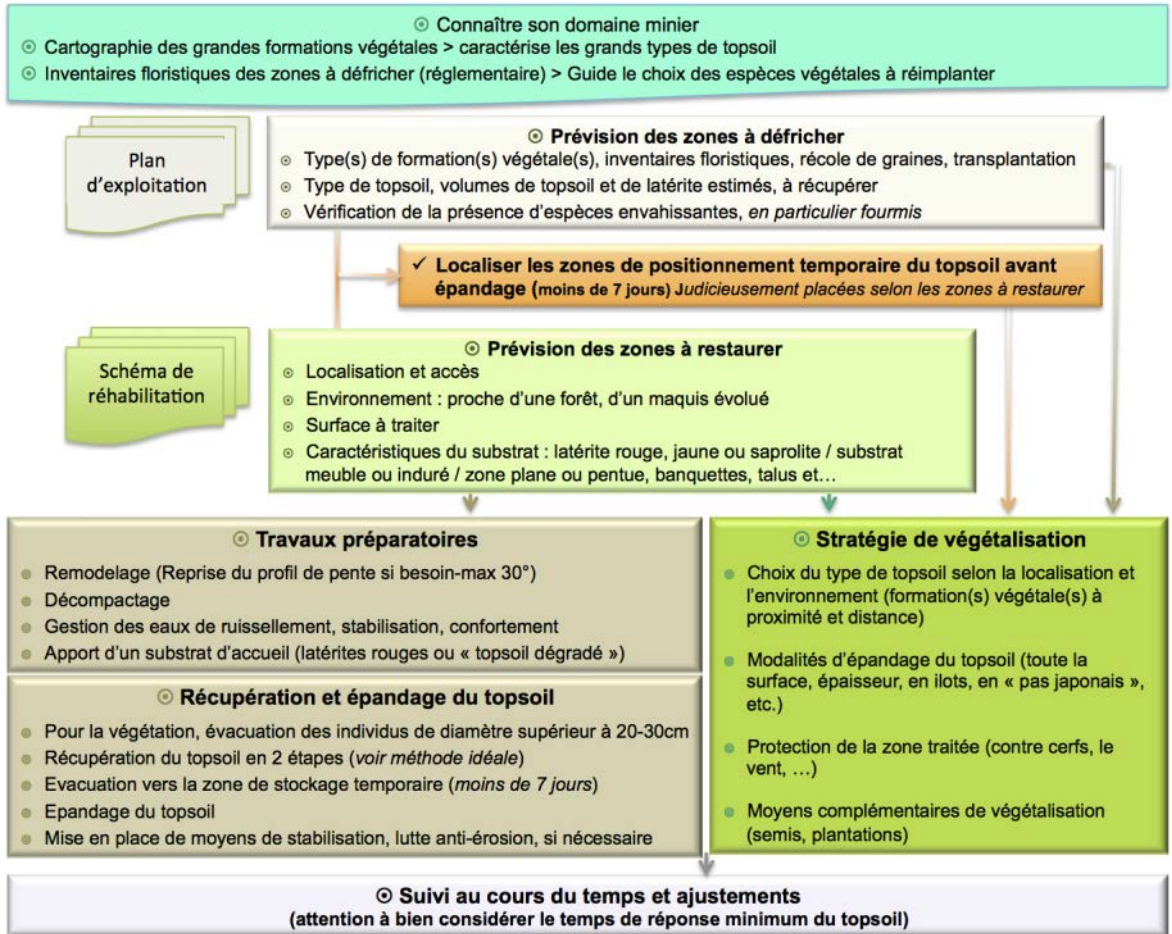 Connaître son domaine minier
Cartographie des grandes formations végétales > caractérise les grands types de topsoil
Inventaires floristiques des zones à défricher (réglementaire) > Guide le choix des espèces végétales à réimplanter
Plan
d'exploitation
Prévision des zones à défricher
Type(s) de formation(s) végétale(s), inventaires floristiques, récole de graines, transplantation
Type de topsoil, volumes de topsoil et de latérite estimés, à récupérer
Vérification de la présence d'espèces envahissantes, en particulier fourmis
✓ Localiser les zones de positionnement temporaire du topsoil avant
épandage (moins de 7 jours) Judicieusement placées selon les zones à restaurer
Schéma de
réhabilitation
Prévision des zones à restaurer
Localisation et accès
Environnement : proche d'une forêt, d'un maquis évolué
Surface à traiter
Caractéristiques du substrat : latérite rouge, jaune ou saprolite / substrat
meuble ou induré / zone plane ou pentue, banquettes, talus et…
Travaux préparatoires
Remodelage (Reprise du profil de pente si besoin-max 30°)
Décompactage
Gestion des eaux de ruissellement, stabilisation, confortement
Apport d'un substrat d'accueil (latérites rouges ou « topsoil dégradé »)
Récupération et épandage du topsoil
Pour la végétation, évacuation des individus de diamètre supérieur à 20-30cm
Récupération du topsoil en 2 étapes (voir méthode idéale)
Evacuation vers la zone de stockage temporaire (moins de 7 jours)
Epandage du topsoil
Mise en place de moyens de stabilisation, lutte anti-érosion, si nécessaire
Stratégie de végétalisation
Choix du type de topsoil selon la localisation et
l'environnement (formation(s) végétale(s) à
proximité et distance)
Modalités d'épandage du topsoil (toute la
surface, épaisseur, en ilots, en « pas japonais »,
etc.)
Protection de la zone traitée (contre cerfs, le
vent, …)
Moyens complémentaires de végétalisation
(semis, plantations)
Suivi au cours du temps et ajustements
(attention à bien considérer le temps de réponse minimum du topsoil)